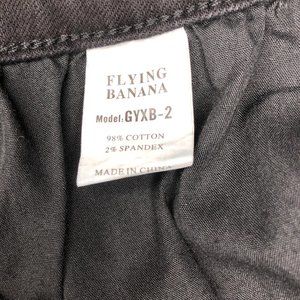 FLYING
BANANA
Model:GYXB-2
98% COTTON
2% SPANDEX
MADE IN CHINA